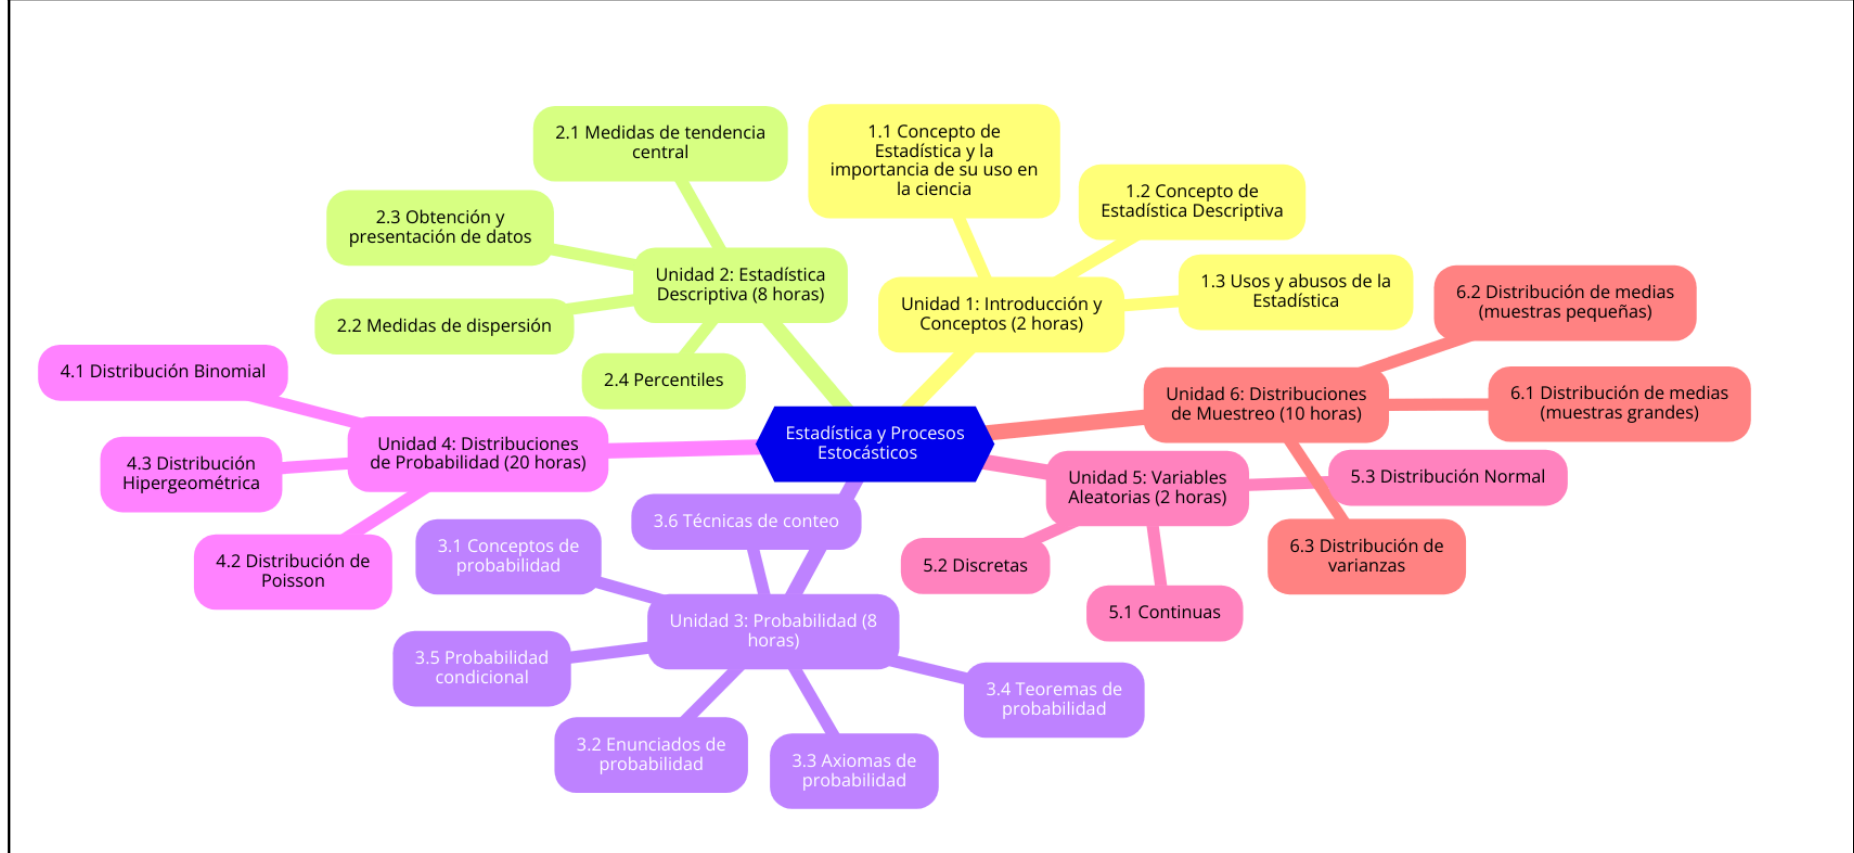 Estadística y Procesos
Estocásticos
Unidad 1: Introducción y
Conceptos (2 horas)
1.1 Concepto de
Estadística y la
importancia de su uso en
la ciencia
1.2 Concepto de
Estadística Descriptiva
1.3 Usos y abusos de la
Estadística
Unidad 2: Estadística
Descriptiva (8 horas)
2.1 Medidas de tendencia
central
2.3 Obtención y
presentación de datos
2.2 Medidas de dispersión
2.4 Percentiles
Unidad 4: Distribuciones
de Probabilidad (20 horas)
4.1 Distribución Binomial
4.3 Distribución
Hipergeométrica
4.2 Distribución de
Poisson
Unidad 3: Probabilidad (8
horas)
3.6 Técnicas de conteo
3.1 Conceptos de
probabilidad
3.5 Probabilidad
condicional
3.2 Enunciados de
probabilidad
3.3 Axiomas de
probabilidad
3.4 Teoremas de
probabilidad
Unidad 5: Variables
Aleatorias (2 horas)
5.3 Distribución Normal
5.2 Discretas
5.1 Continuas
Unidad 6: Distribuciones
de Muestreo (10 horas)
6.2 Distribución de medias
(muestras pequeñas)
6.1 Distribución de medias
(muestras grandes)
6.3 Distribución de
varianzas